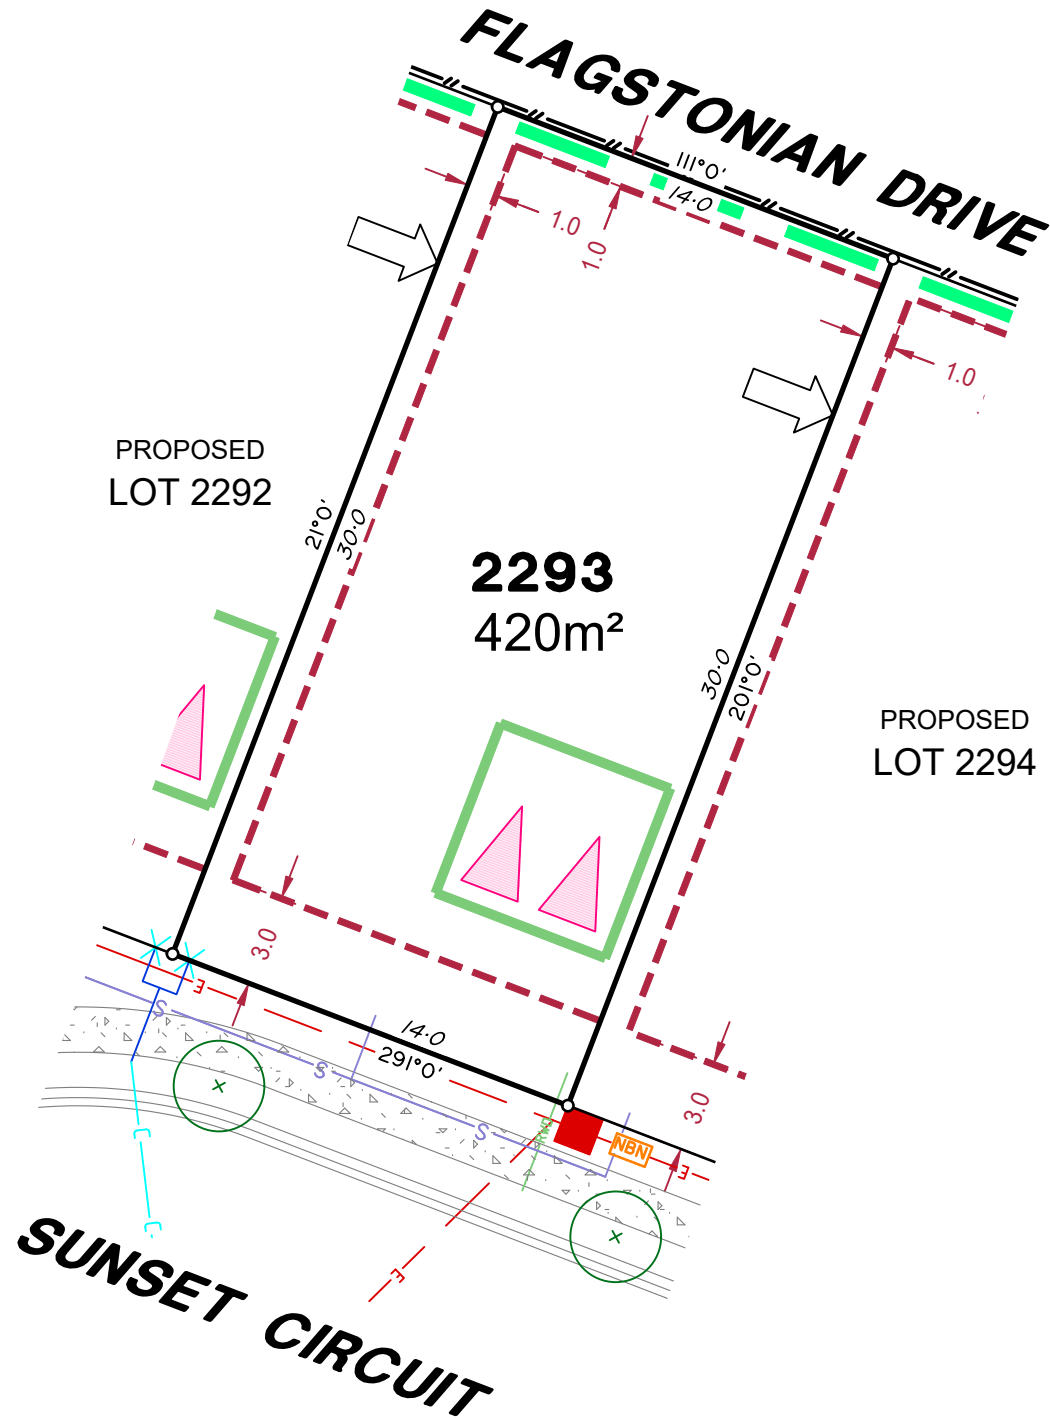 FLAGSTONIAN DRIVE
111°0'
14·0
1.0
1.0
1.0
PROPOSED
LOT 2292
21°0'
30·0
2293
420m²
30·0
201°0'
PROPOSED
LOT 2294
3.0
E
S
14·0
291°0'
S
S
RWS
NBN
3.0
E
E
SUNSET CIRCUIT